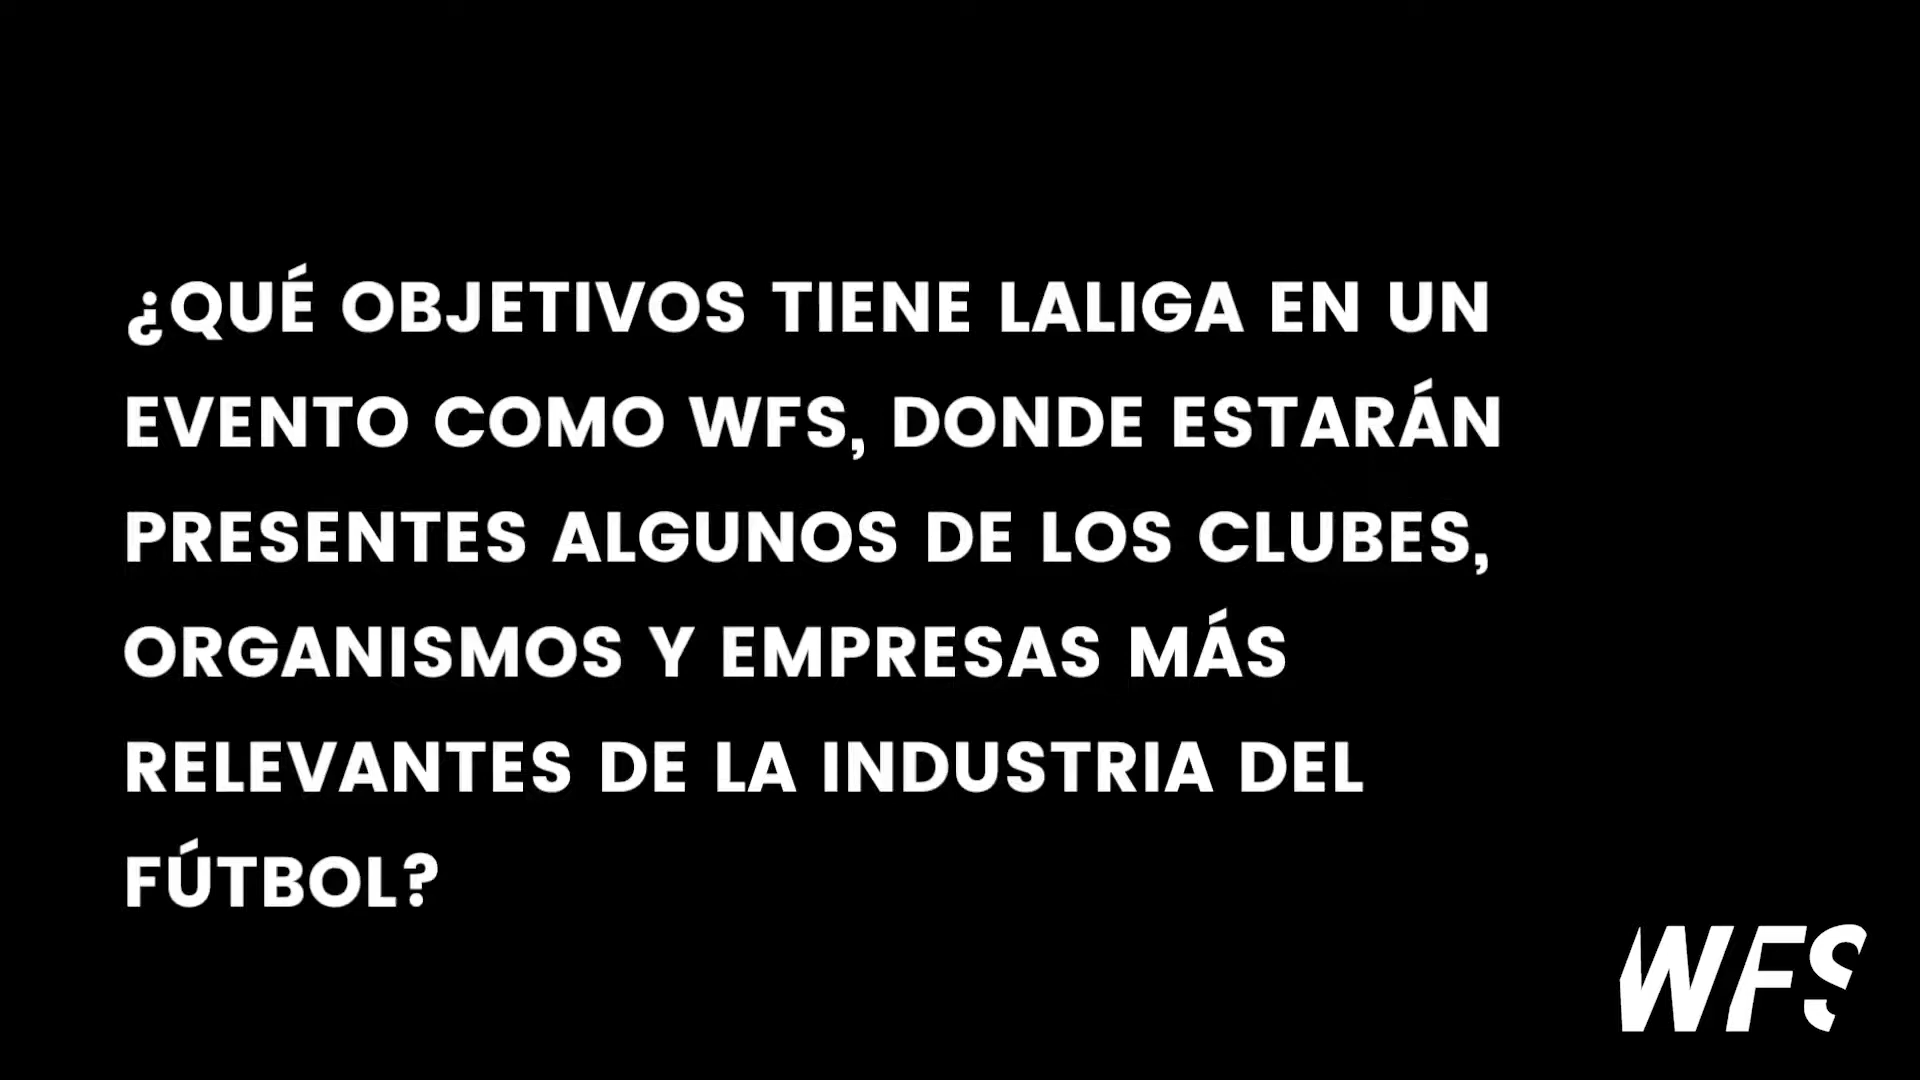 ¿QUÉ OBJETIVOS TIENE LALIGA EN UN
EVENTO COMO WFS, DONDE ESTARÁN
PRESENTES ALGUNOS DE LOS CLUBES,
ORGANISMOS Y EMPRESAS MÁS
RELEVANTES DE LA INDUSTRIA DEL
FÚTBOL?
WFS